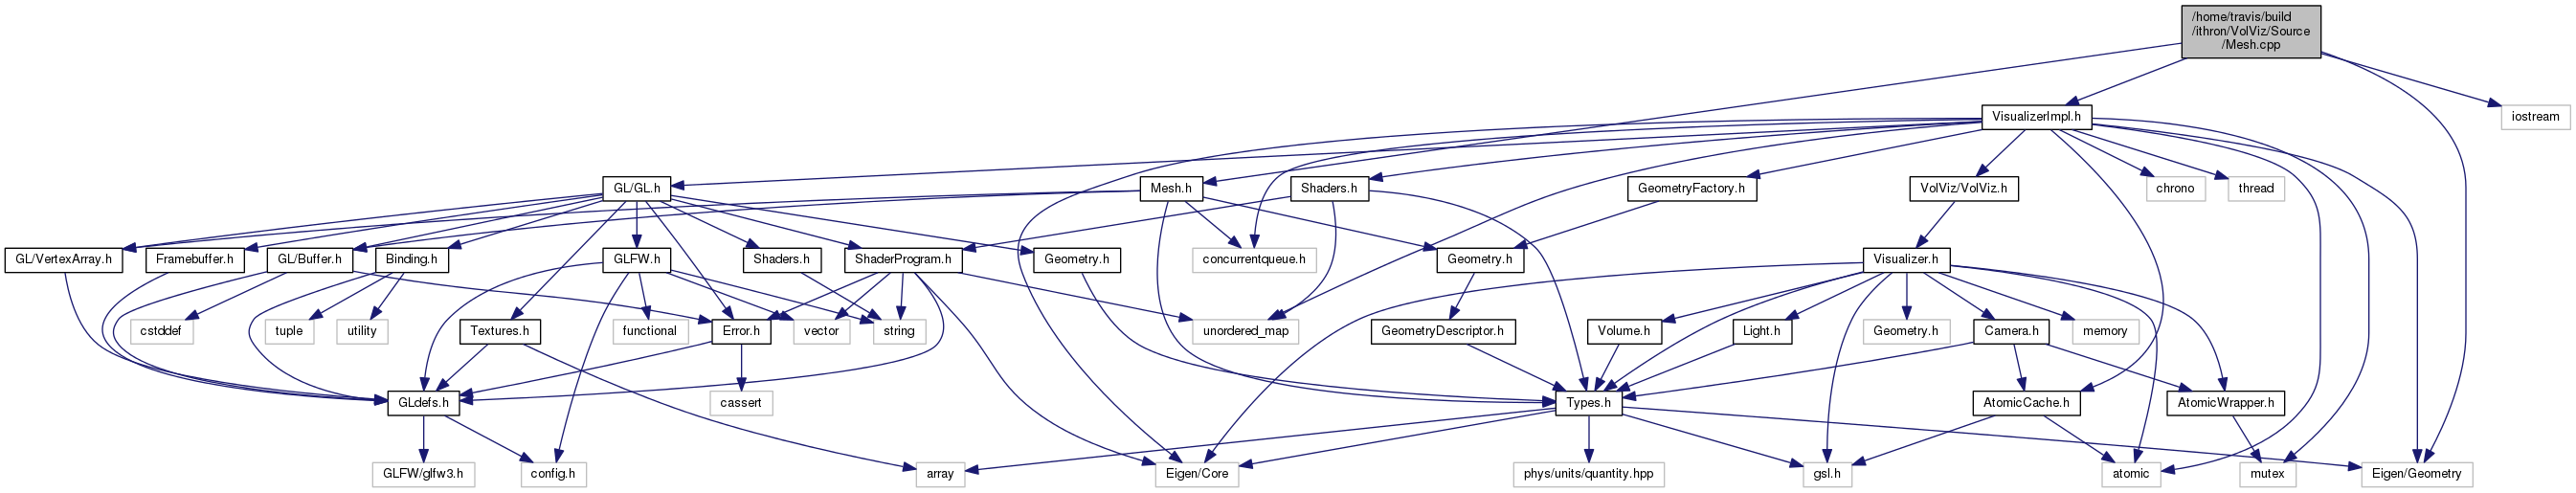 /home/travis/build
/ithron/VolViz/Source
/Mesh.cpp
VisualizerImpl.h
iostream
GL/GL.h
Mesh.h
Shaders.h
GeometryFactory.h
VolViz/VolViz.h
chrono
thread
GL/VertexArray.h
Framebuffer.h
GL/Buffer.h
Binding.h
GLFW.h
Shaders.h
ShaderProgram.h
Geometry.h
concurrentqueue.h
Geometry.h
Visualizer.h
cstddef
tuple
utility
Textures.h
functional
Error.h
vector
string
unordered_map
GeometryDescriptor.h
Volume.h
Light.h
Geometry.h
Camera.h
memory
GLdefs.h
cassert
Types.h
AtomicCache.h
AtomicWrapper.h
GLFW/glfw3.h
config.h
array
Eigen/Core
phys/units/quantity.hpp
gsl.h
atomic
mutex
Eigen/Geometry